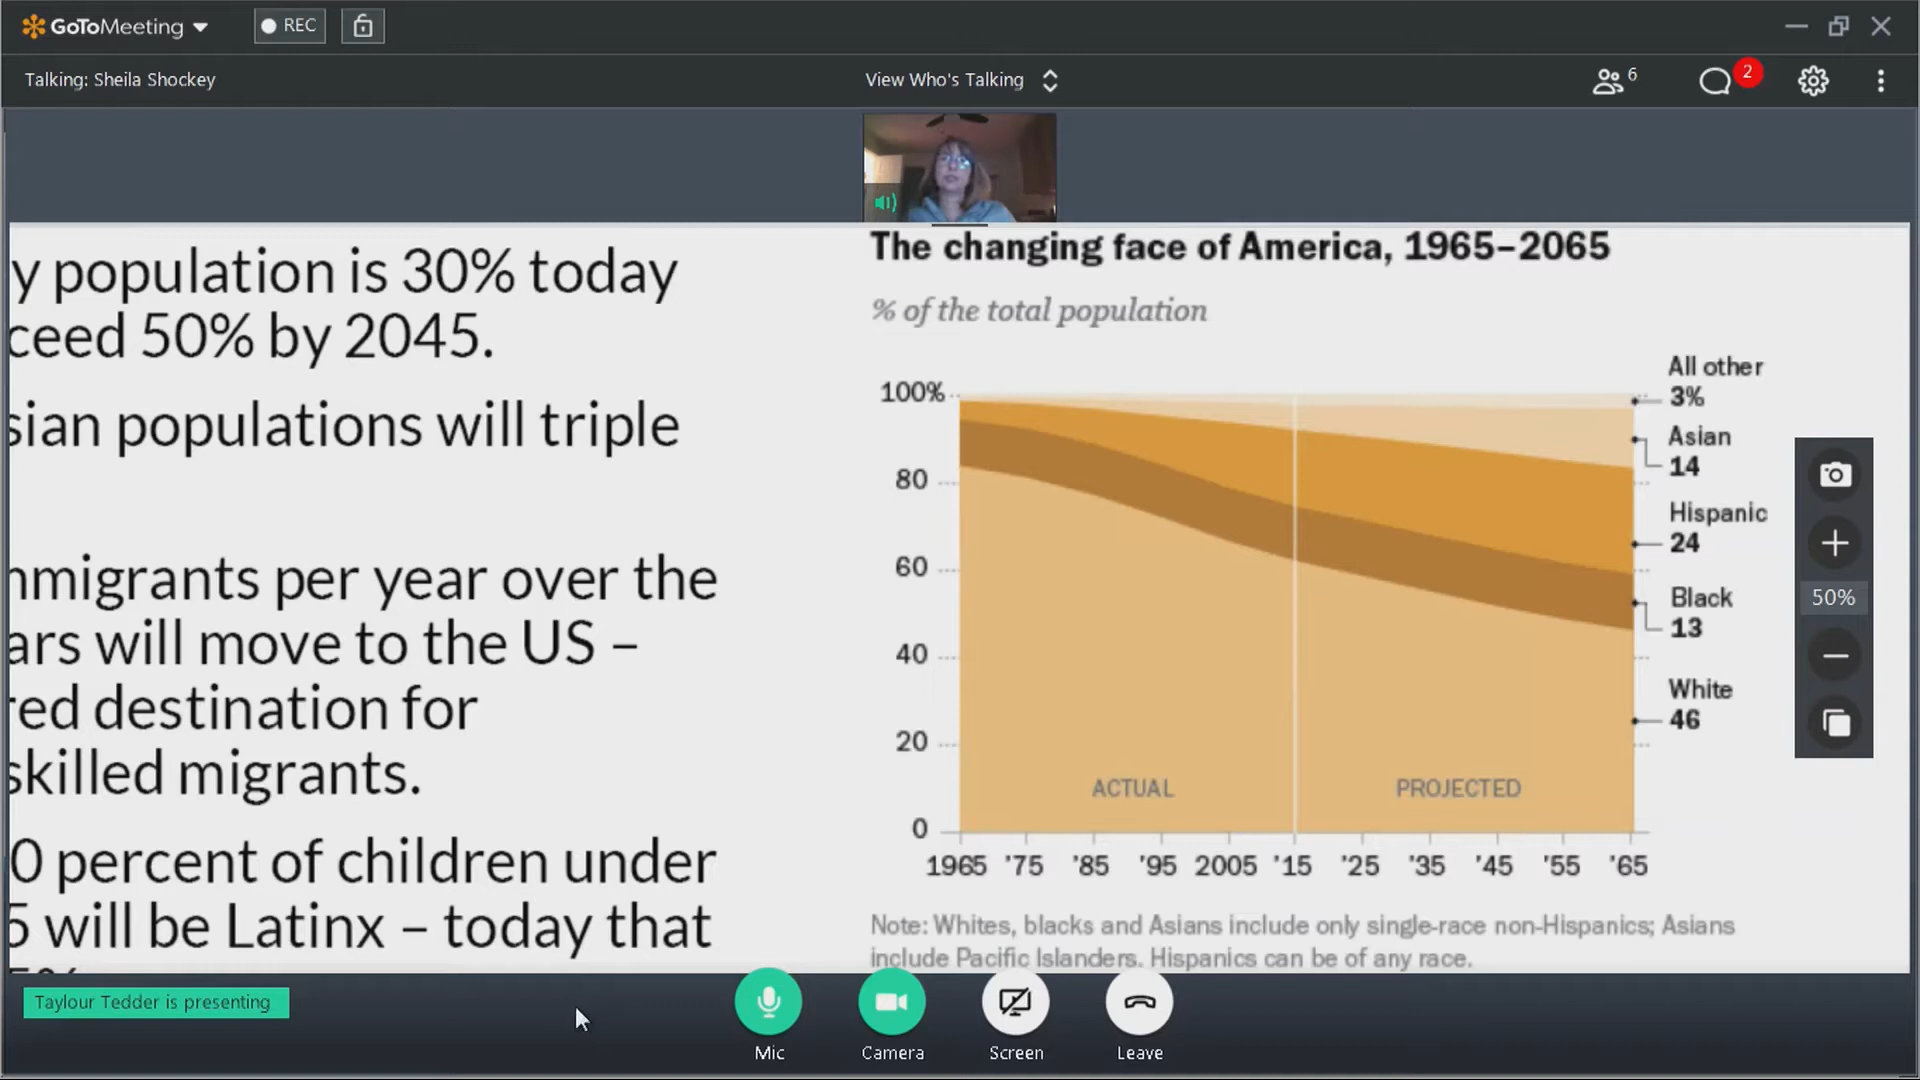 GoToMeeting
REC
Talking: Sheila Shockey
View Who's Talking
6
2
y population is 30% today
ceed 50% by 2045.
sian populations will triple
migrants per year over the
ars will move to the US –
red destination for
skilled migrants.
0 percent of children under
5 will be Latinx – today that
The changing face of America, 1965–2065
% of the total population
100%
80
60
40
20
0
ACTUAL
PROJECTED
1965 '75 '85 '95 2005 '15 '25 '35 '45 '55 '65
All other
3%
Asian
14
Hispanic
24
Black
13
White
46
Note: Whites, blacks and Asians include only single-race non-Hispanics; Asians
include Pacific Islanders. Hispanics can be of any race.
50%
Taylour Tedder is presenting
Mic
Camera
Screen
Leave